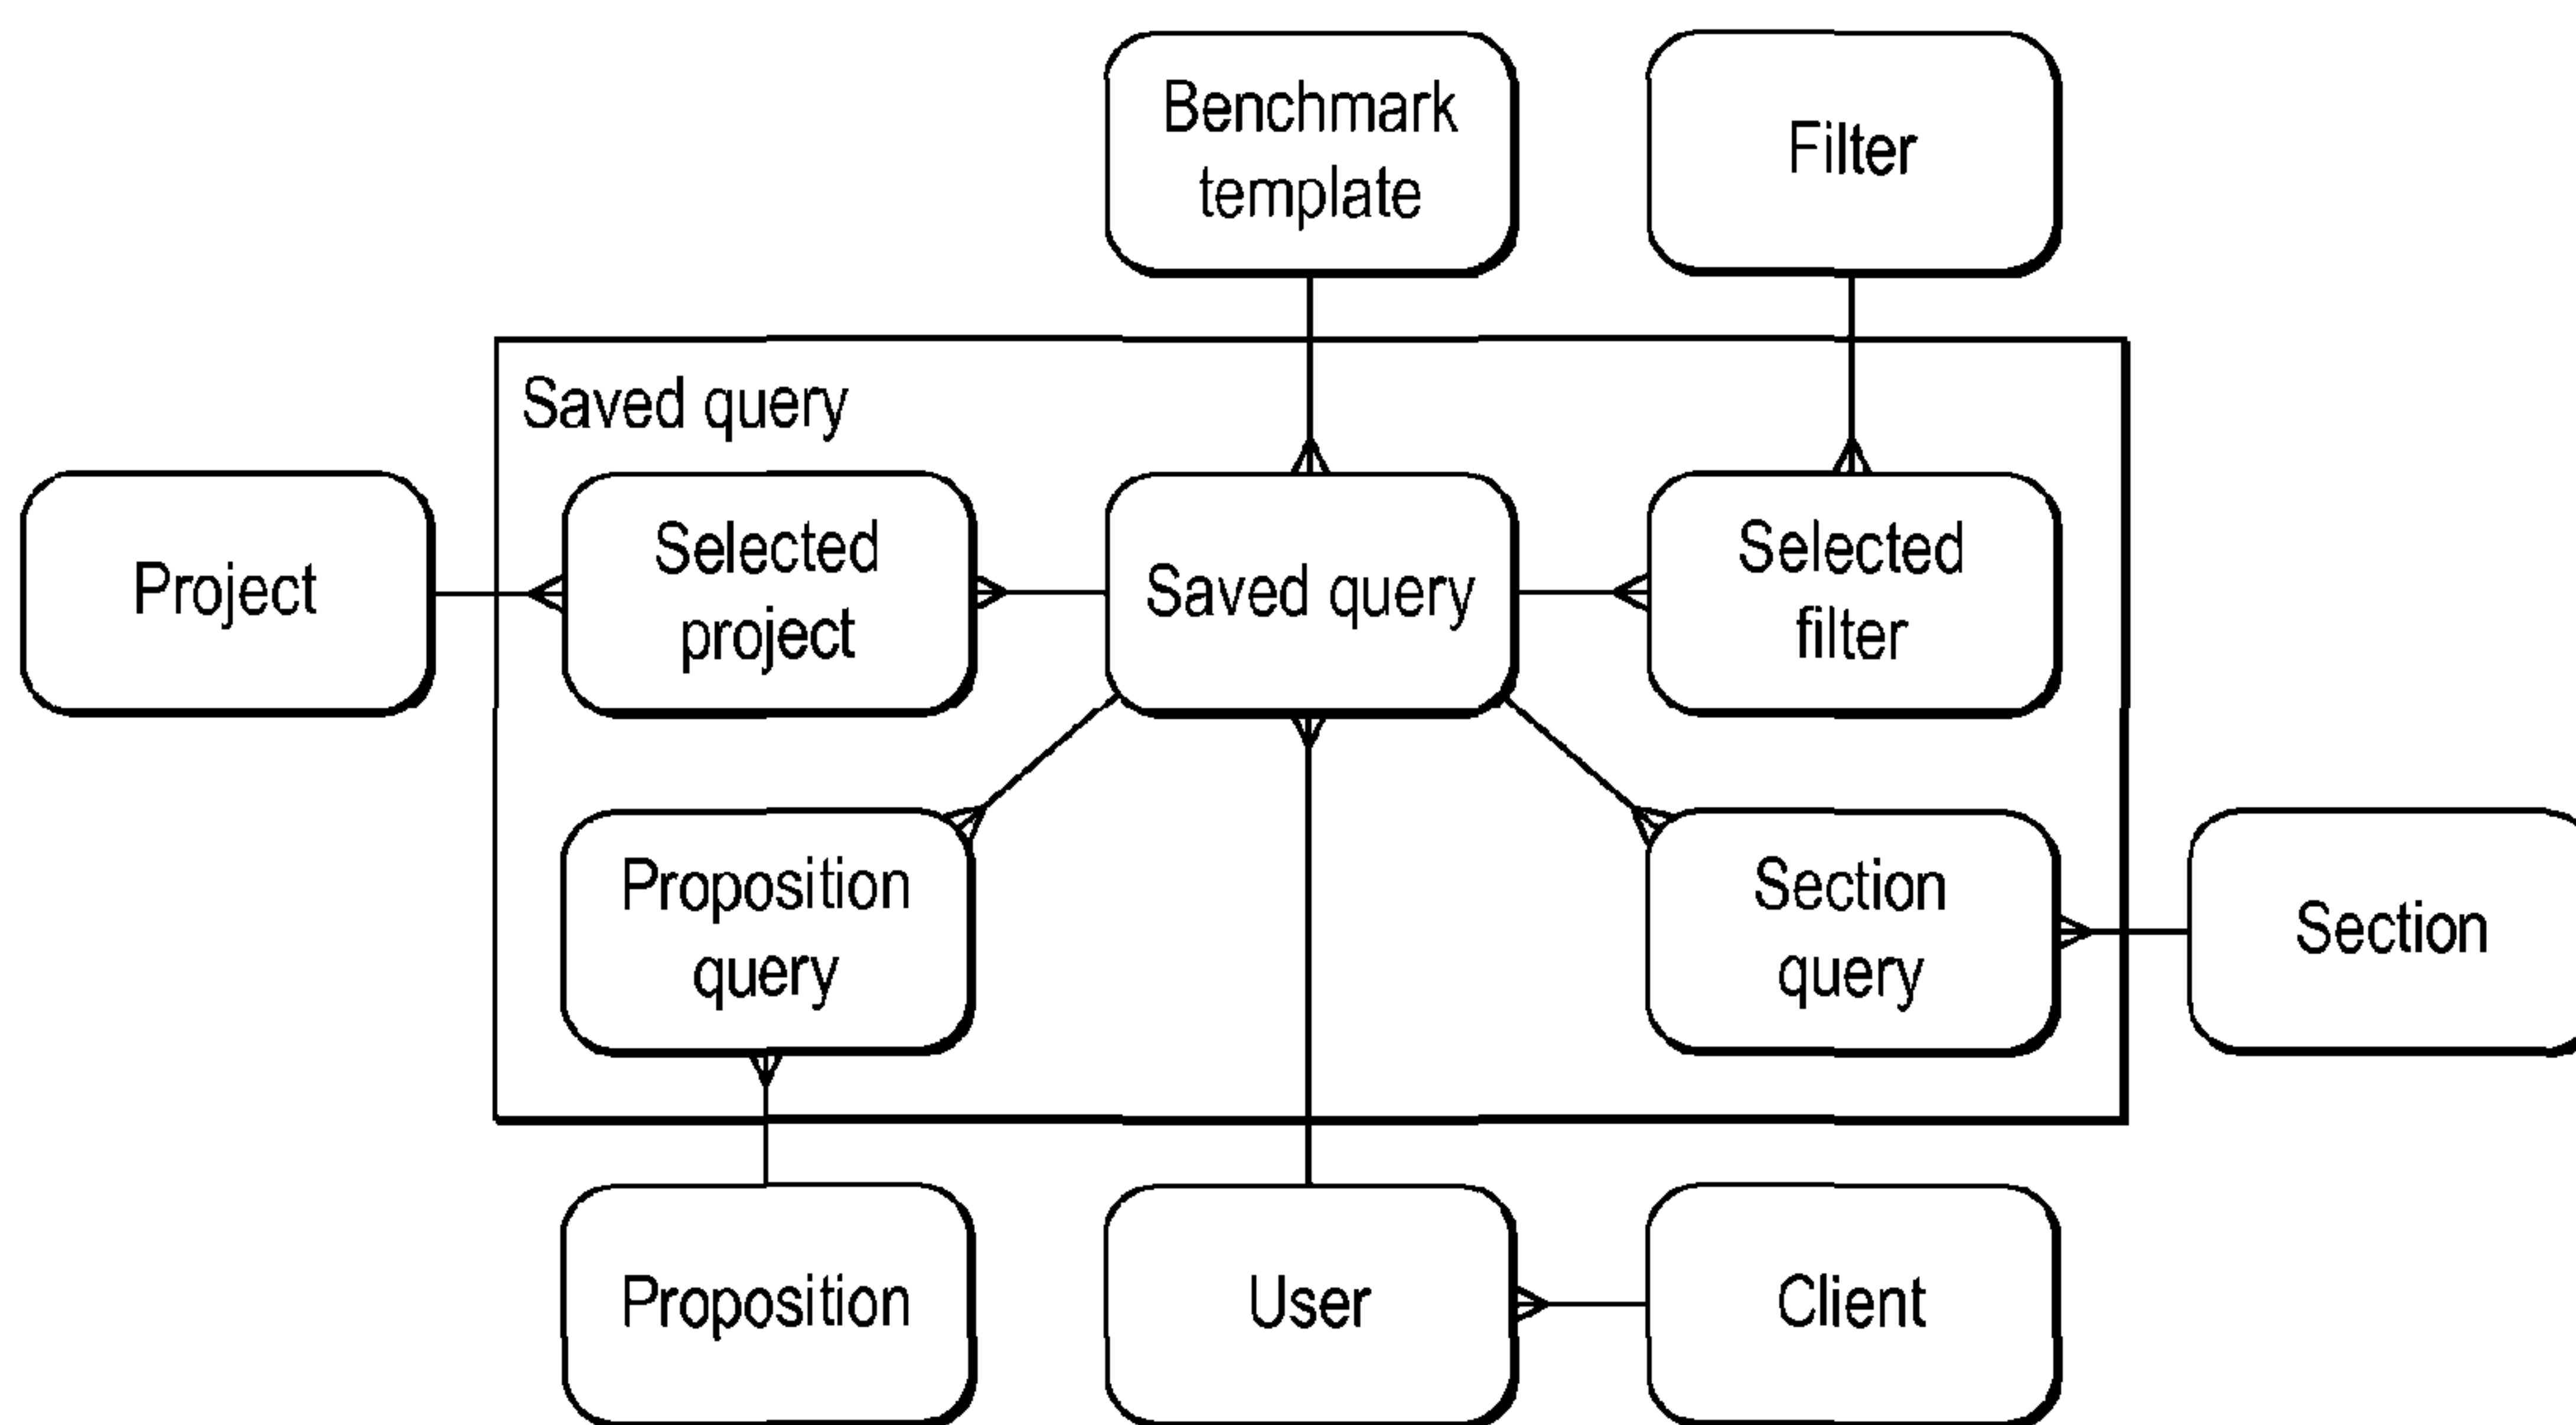 Benchmark
template
Filter
Saved query
Project
Selected
project
Saved query
Selected
filter
Proposition
query
Section
query
Section
Proposition
User
Client